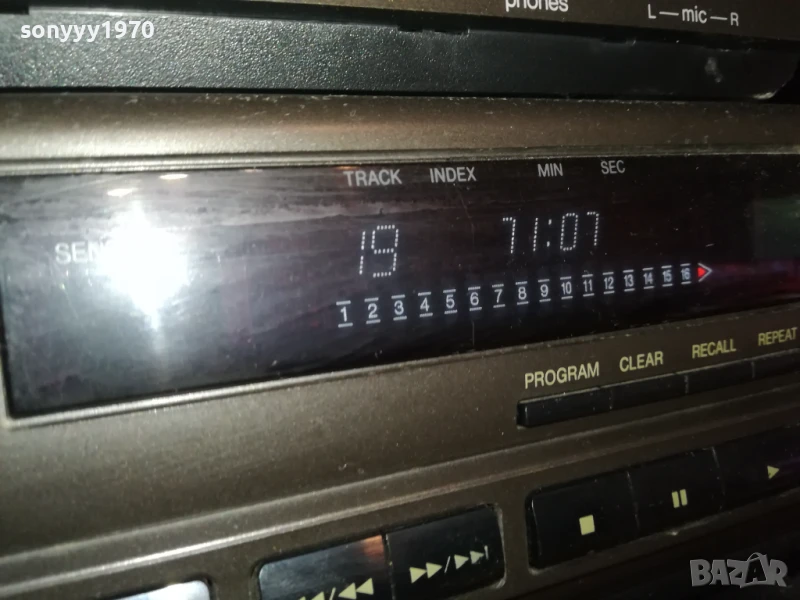 phones
L—mic—R
sonyyy1970
TRACK INDEX MIN SEC
19 71:07
1 2 3 4 5 6 7 8 9 10 11 12 13 14 15 16
PROGRAM CLEAR RECALL REPEAT
BAZAR